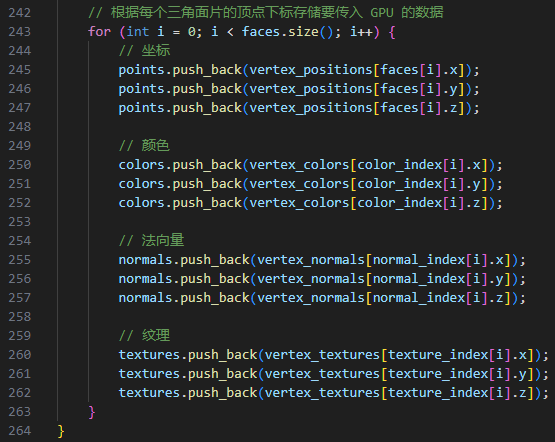 242 // 根据每个三角面片的顶点下标存储要传入 GPU 的数据
243 for (int i = 0; i < faces.size(); i++) {
244 // 坐标
245 points.push_back(vertex_positions[faces[i].x]);
246 points.push_back(vertex_positions[faces[i].y]);
247 points.push_back(vertex_positions[faces[i].z]);
248
249 // 颜色
250 colors.push_back(vertex_colors[color_index[i].x]);
251 colors.push_back(vertex_colors[color_index[i].y]);
252 colors.push_back(vertex_colors[color_index[i].z]);
253
254 // 法向量
255 normals.push_back(vertex_normals[normal_index[i].x]);
256 normals.push_back(vertex_normals[normal_index[i].y]);
257 normals.push_back(vertex_normals[normal_index[i].z]);
258
259 // 纹理
260 textures.push_back(vertex_textures[texture_index[i].x]);
261 textures.push_back(vertex_textures[texture_index[i].y]);
262 textures.push_back(vertex_textures[texture_index[i].z]);
263 }
264 }